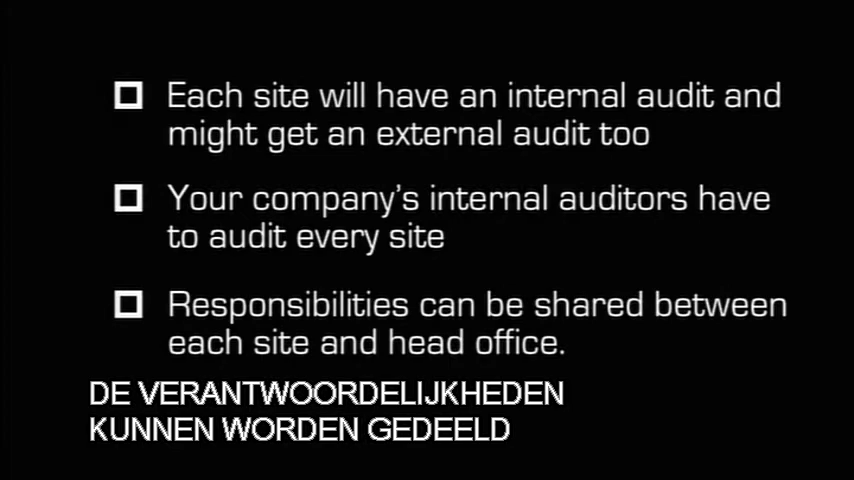 Each site will have an internal audit and
might get an external audit too
Your company's internal auditors have
to audit every site
Responsibilities can be shared between
each site and head office.
DE VERANTWOORDELIJKHEDEN
KUNNEN WORDEN GEDEELD